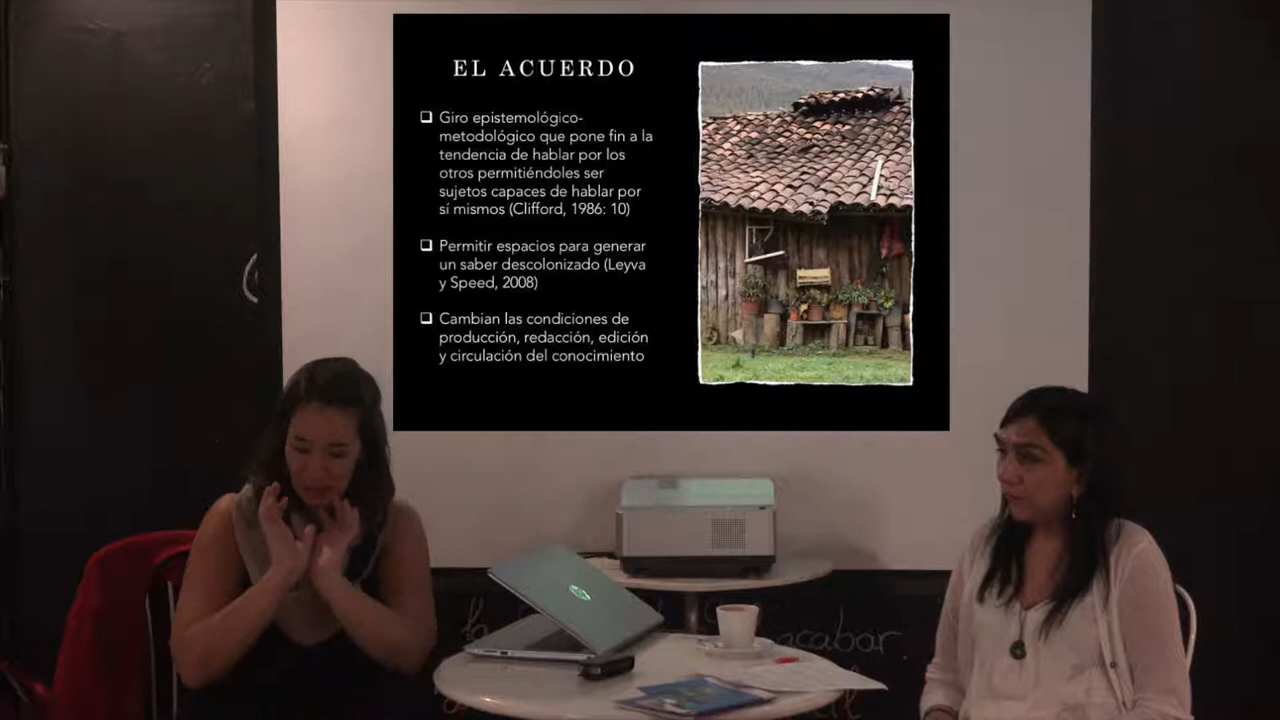 EL ACUERDO
❑ Giro epistemológico-
metodológico que pone fin a la
tendencia de hablar por los
otros permitiéndoles ser
sujetos capaces de hablar por
sí mismos (Clifford, 1986: 10)
❑ Permitir espacios para generar
un saber descolonizado (Leyva
y Speed, 2008)
❑ Cambian las condiciones de
producción, redacción, edición
y circulación del conocimiento
hp
la acabar